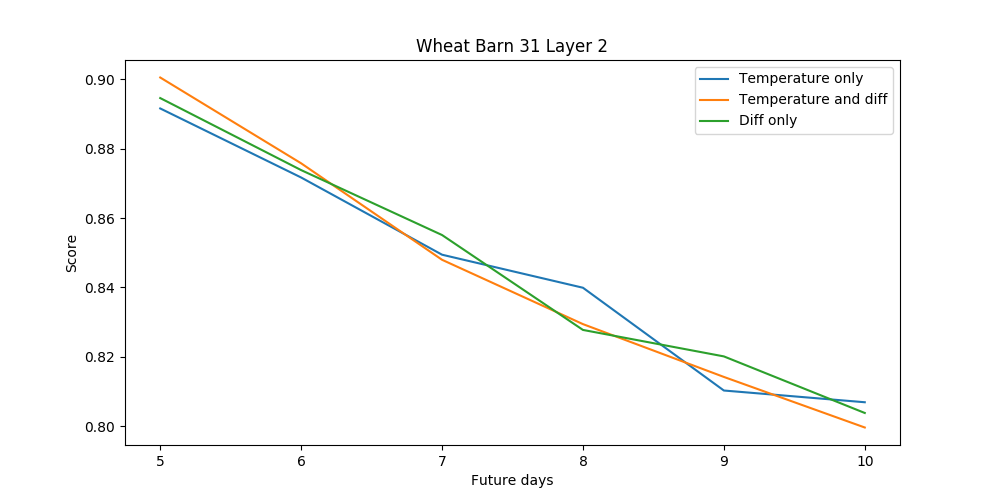 Wheat Barn 31 Layer 2
Temperature only
Temperature and diff
Diff only
Score
0.90
0.88
0.86
0.84
0.82
0.80
5 6 7 8 9 10
Future days